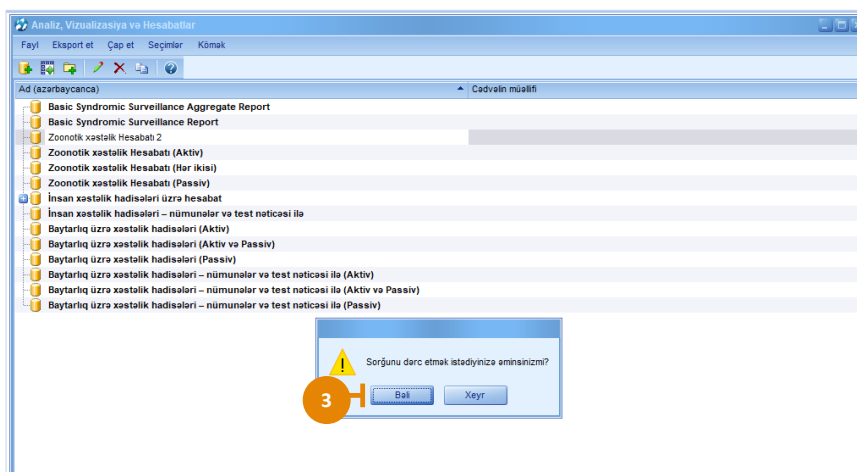 Analiz, Vizualizasiya və Hesabatlar
Fayl Eksport et Çap et Seçimlər Kömək
Ad (azərbaycanca) Cədvəlin müəllifi
Basic Syndromic Surveillance Aggregate Report
Basic Syndromic Surveillance Report
Zoonotik xəstəlik Hesabatı 2
Zoonotik xəstəlik Hesabatı (Aktiv)
Zoonotik xəstəlik Hesabatı (Hər ikisi)
Zoonotik xəstəlik Hesabatı (Passiv)
İnsan xəstəlik hadisələri üzrə hesabat
İnsan xəstəlik hadisələri – nümunələr və test nəticəsi ilə
Baytarlıq üzrə xəstəlik hadisələri (Aktiv)
Baytarlıq üzrə xəstəlik hadisələri (Aktiv və Passiv)
Baytarlıq üzrə xəstəlik hadisələri (Passiv)
Baytarlıq üzrə xəstəlik hadisələri – nümunələr və test nəticəsi ilə (Aktiv)
Baytarlıq üzrə xəstəlik hadisələri – nümunələr və test nəticəsi ilə (Aktiv və Passiv)
Baytarlıq üzrə xəstəlik hadisələri – nümunələr və test nəticəsi ilə (Passiv)
Sorğunu dərc etmək istədiyinizə əminsinizmi?
3 Bəli Xeyr